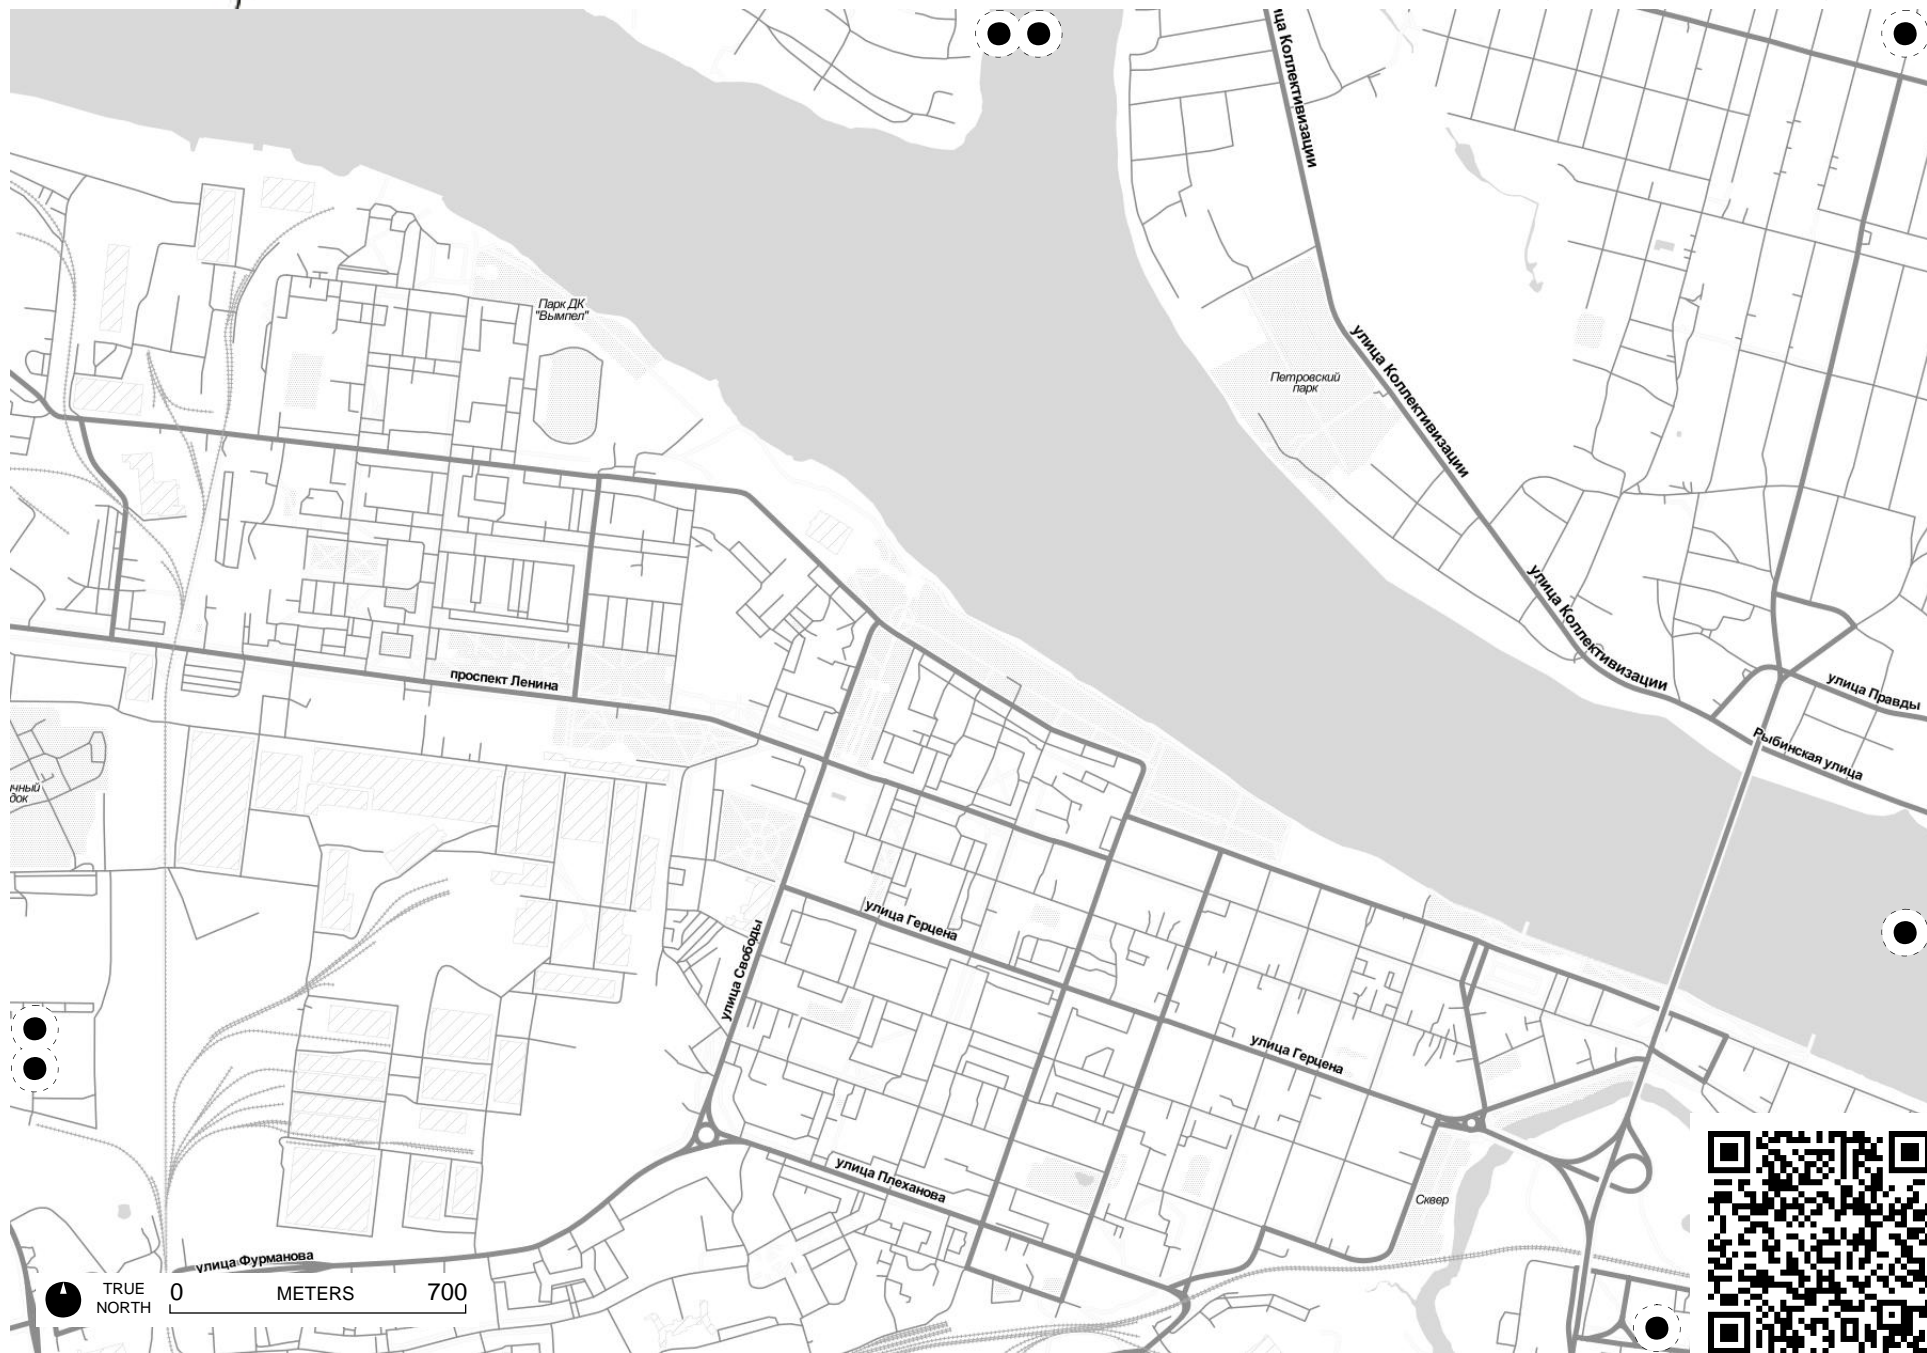 улица Коллективизации
Парк ДК
"Вымпел"
улица Коллективизации
Петровский
парк
улица Коллективизации
проспект Ленина
улица Правды
Рыбинская улица
улица Герцена
улица Свободы
улица Герцена
улица Плеханова
Сквер
улица Фурманова
TRUE
NORTH
0 METERS 700